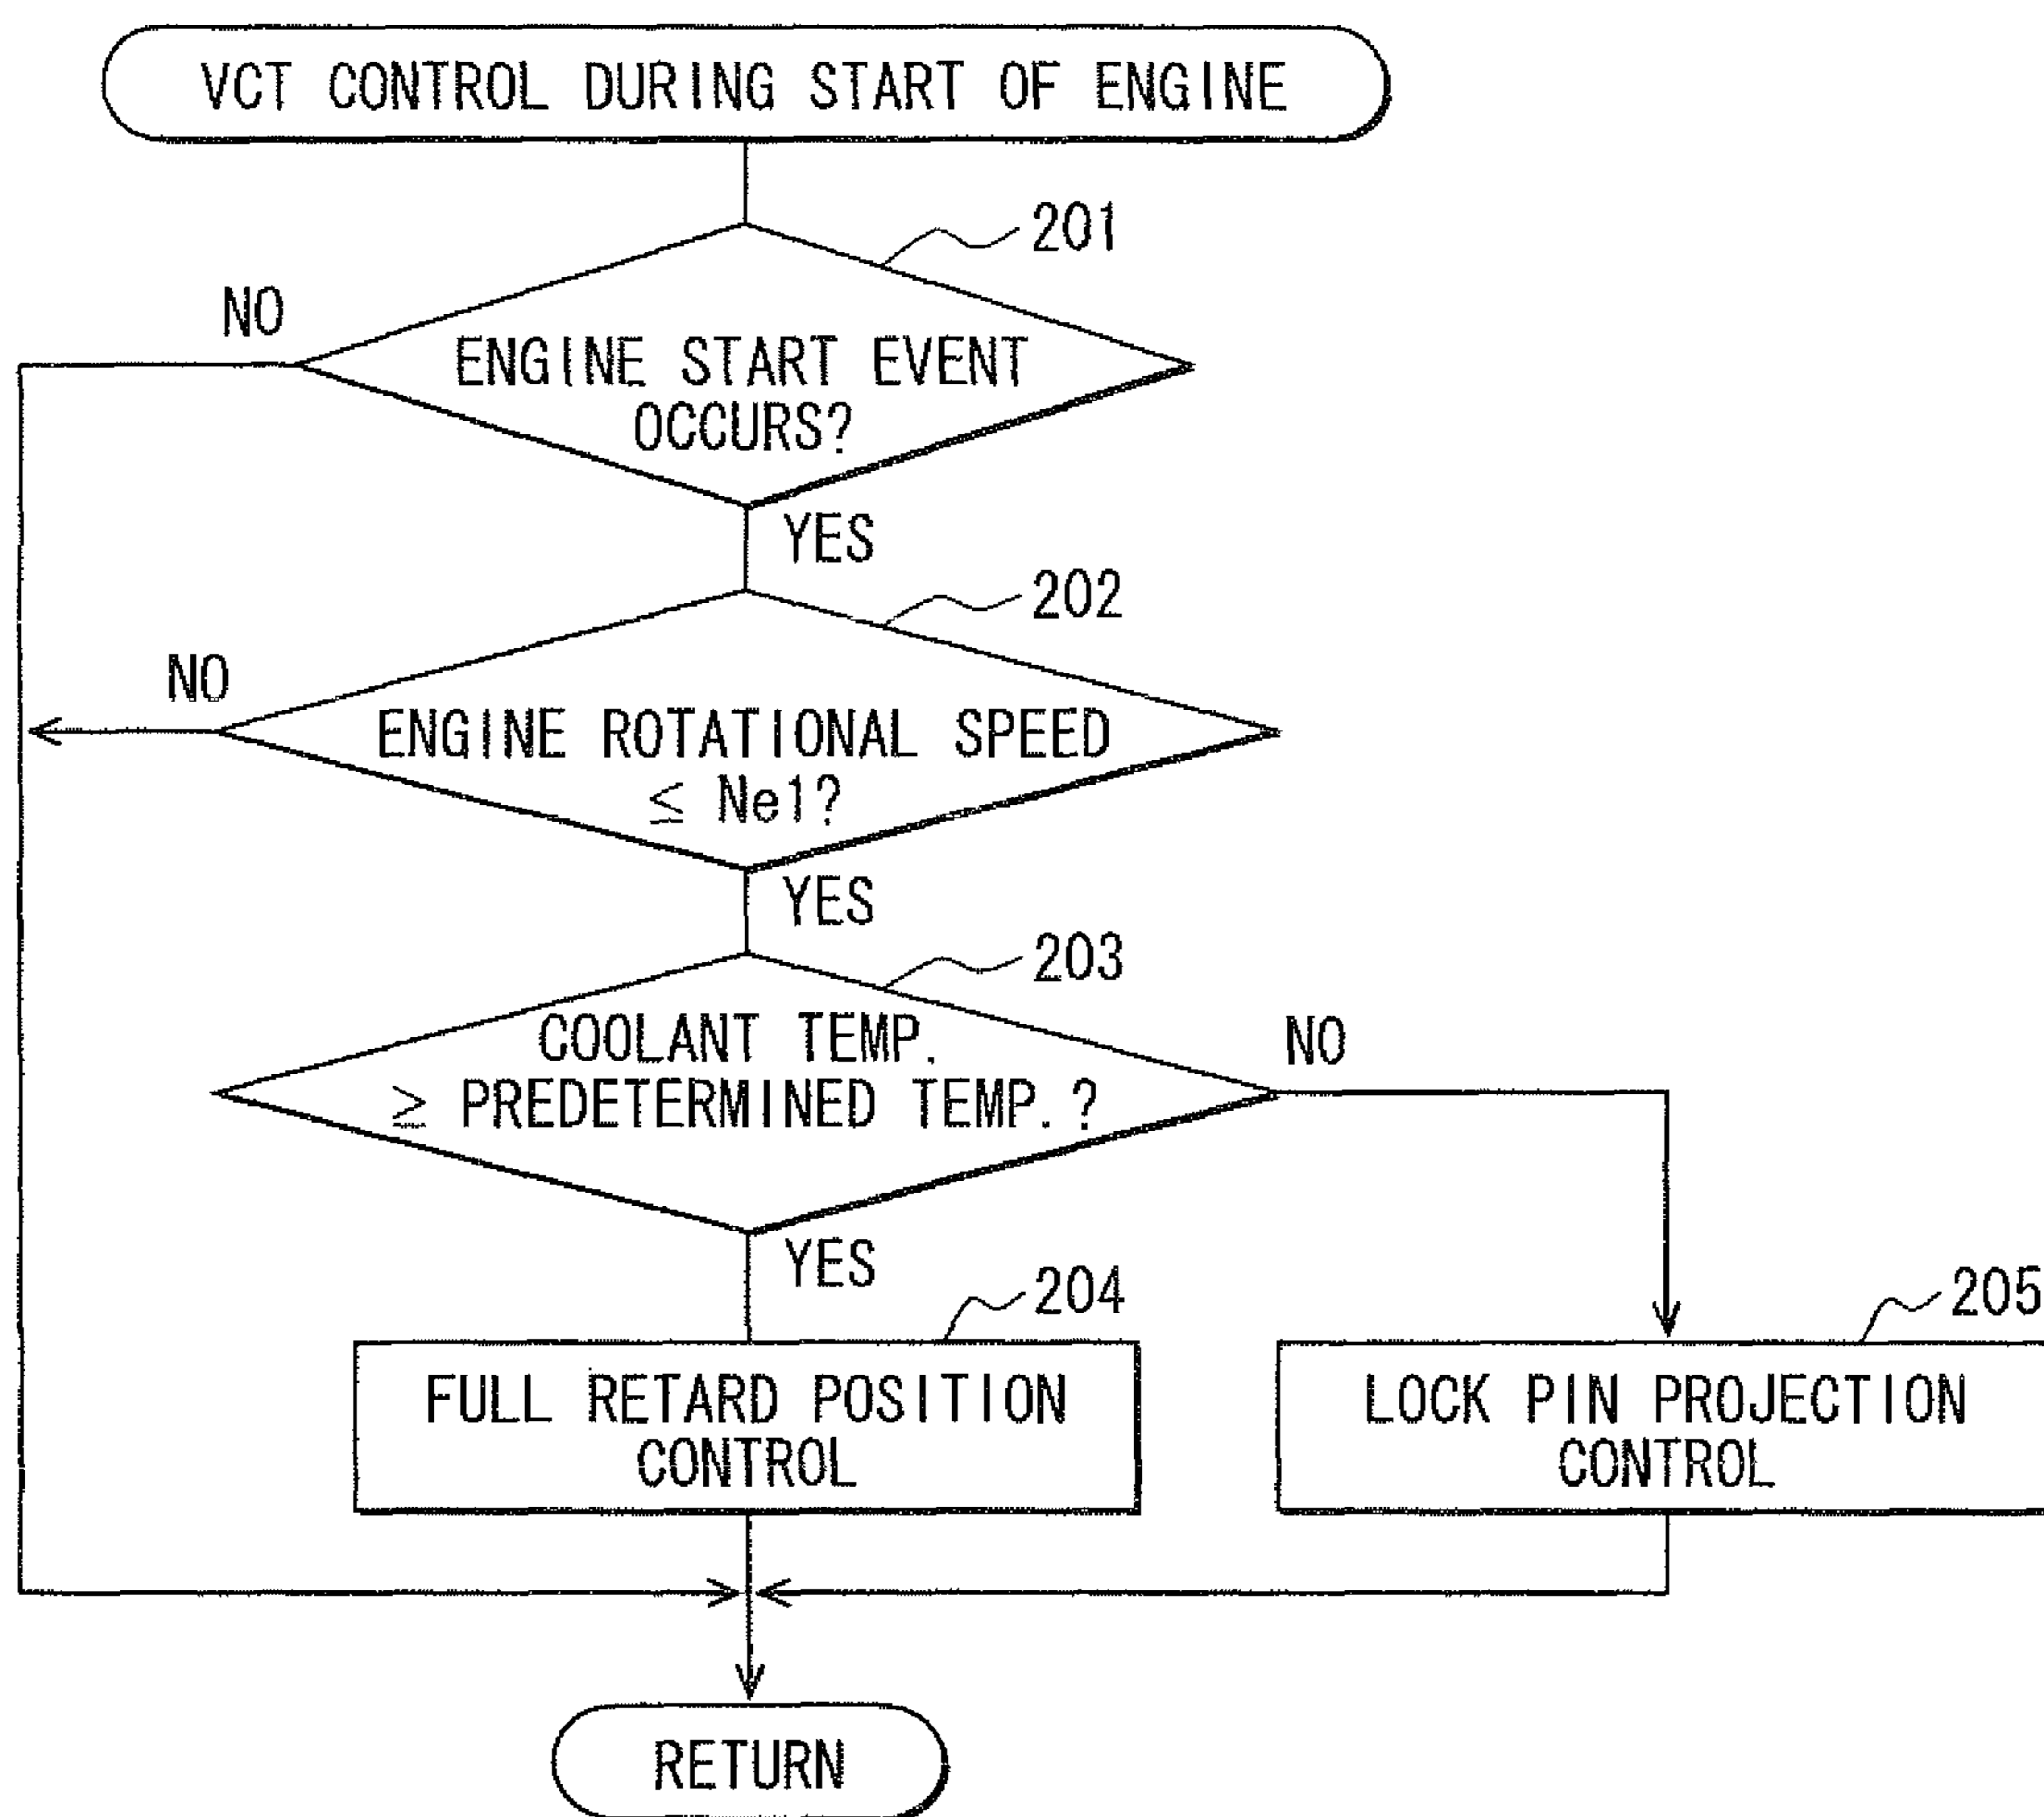 VCT CONTROL DURING START OF ENGINE
201
NO
ENGINE START EVENT
OCCURS?
YES
202
NO
ENGINE ROTATIONAL SPEED
≤ Ne1?
YES
203
COOLANT TEMP.
≥ PREDETERMINED TEMP.?
NO
YES
204
205
FULL RETARD POSITION
CONTROL
LOCK PIN PROJECTION
CONTROL
RETURN